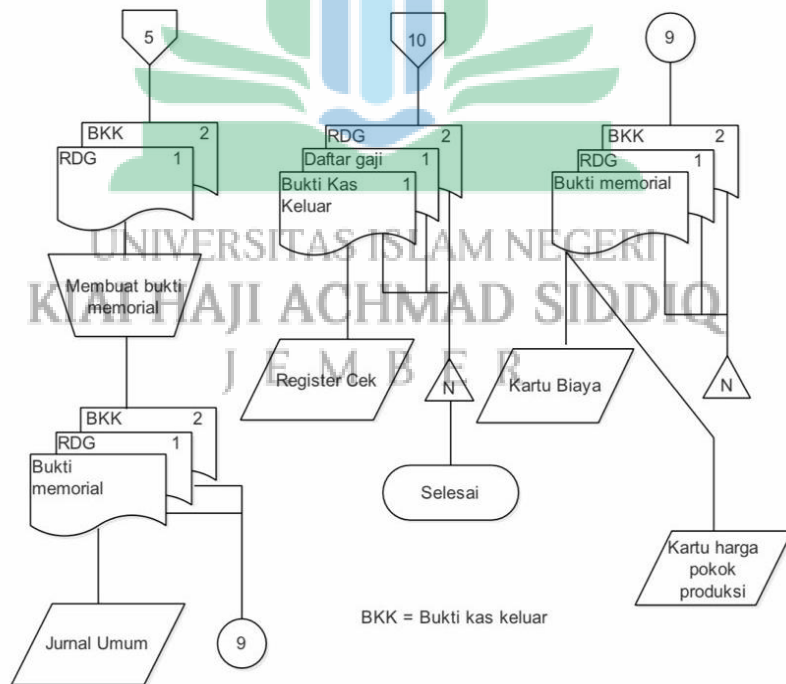 5
BKK 2
RDG 1
Membuat bukti
memorial
BKK 2
RDG 1
Bukti
memorial
Jurnal Umum
9
10
RDG 2
Daftar gaji 1
Bukti Kas 1
Keluar
Register Cek
N
Selesai
9
BKK 2
RDG 1
Bukti memorial
Kartu Biaya
N
Kartu harga
pokok
produksi
BKK = Bukti kas keluar
UNIVERSITAS ISLAM NEGERI
KIAI HAJI ACHMAD SIDDIQ
JEMBER